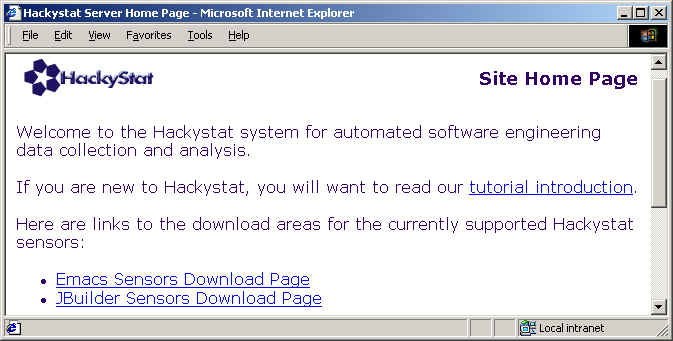 Hackystat Server Home Page - Microsoft Internet Explorer
File Edit View Favorites Tools Help
HackyStat Site Home Page
Welcome to the Hackystat system for automated software engineering
data collection and analysis.
If you are new to Hackystat, you will want to read our tutorial introduction.
Here are links to the download areas for the currently supported Hackystat
sensors:
• Emacs Sensors Download Page
• JBuilder Sensors Download Page
Local intranet